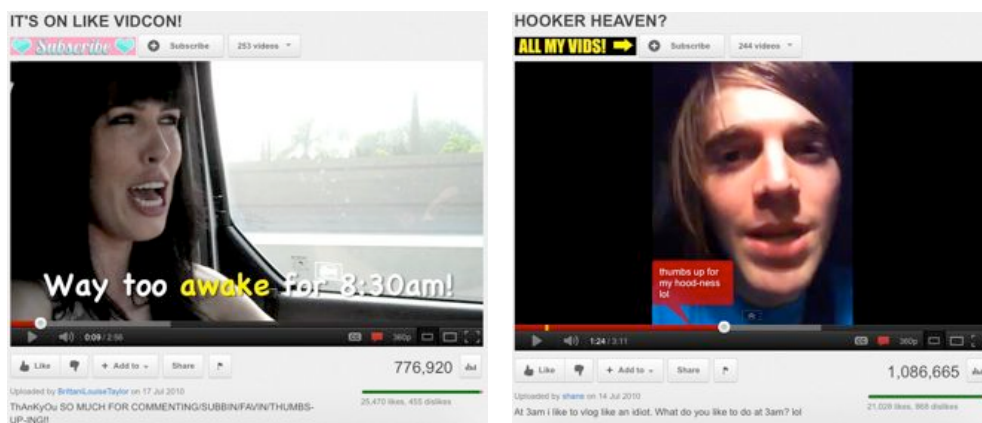 IT'S ON LIKE VIDCON!
Subscribe Subscribe 253 videos
Way too awake for 8:30am!
0:09 / 2:56 CC 360p
Like + Add to Share 776,920
Uploaded by BrittaniLouiseTaylor on 17 Jul 2010
25,470 likes, 455 dislikes
ThAnKyOu SO MUCH FOR COMMENTING/SUBBIN/FAVIN/THUMBS-
UP-ING!!
HOOKER HEAVEN?
ALL MY VIDS! Subscribe 244 videos
thumbs up for
my hood-ness
lol
1:24 / 3:11 CC 360p
Like + Add to Share 1,086,665
Uploaded by shane on 14 Jul 2010
21,028 likes, 968 dislikes
At 3am i like to vlog like an idiot. What do you like to do at 3am? lol